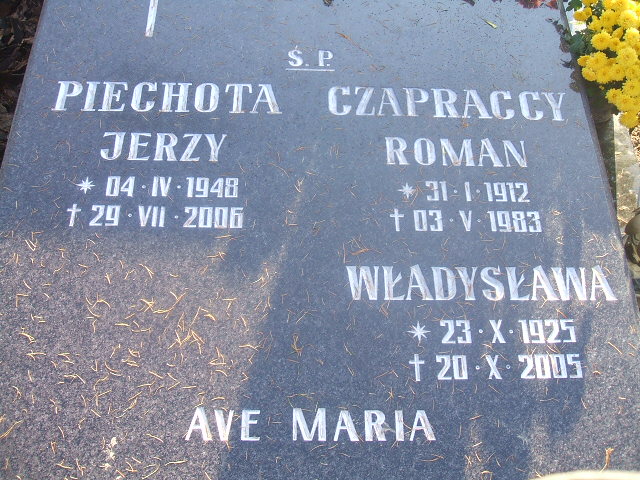 Ś. P.
PIECHOTA
JERZY
* 04·IV·1948
† 29·VII·2006
CZAPRACCY
ROMAN
* 31·I·1912
† 03·V·1983
WŁADYSŁAWA
* 23·X·1925
† 20·X·2005
AVE MARIA